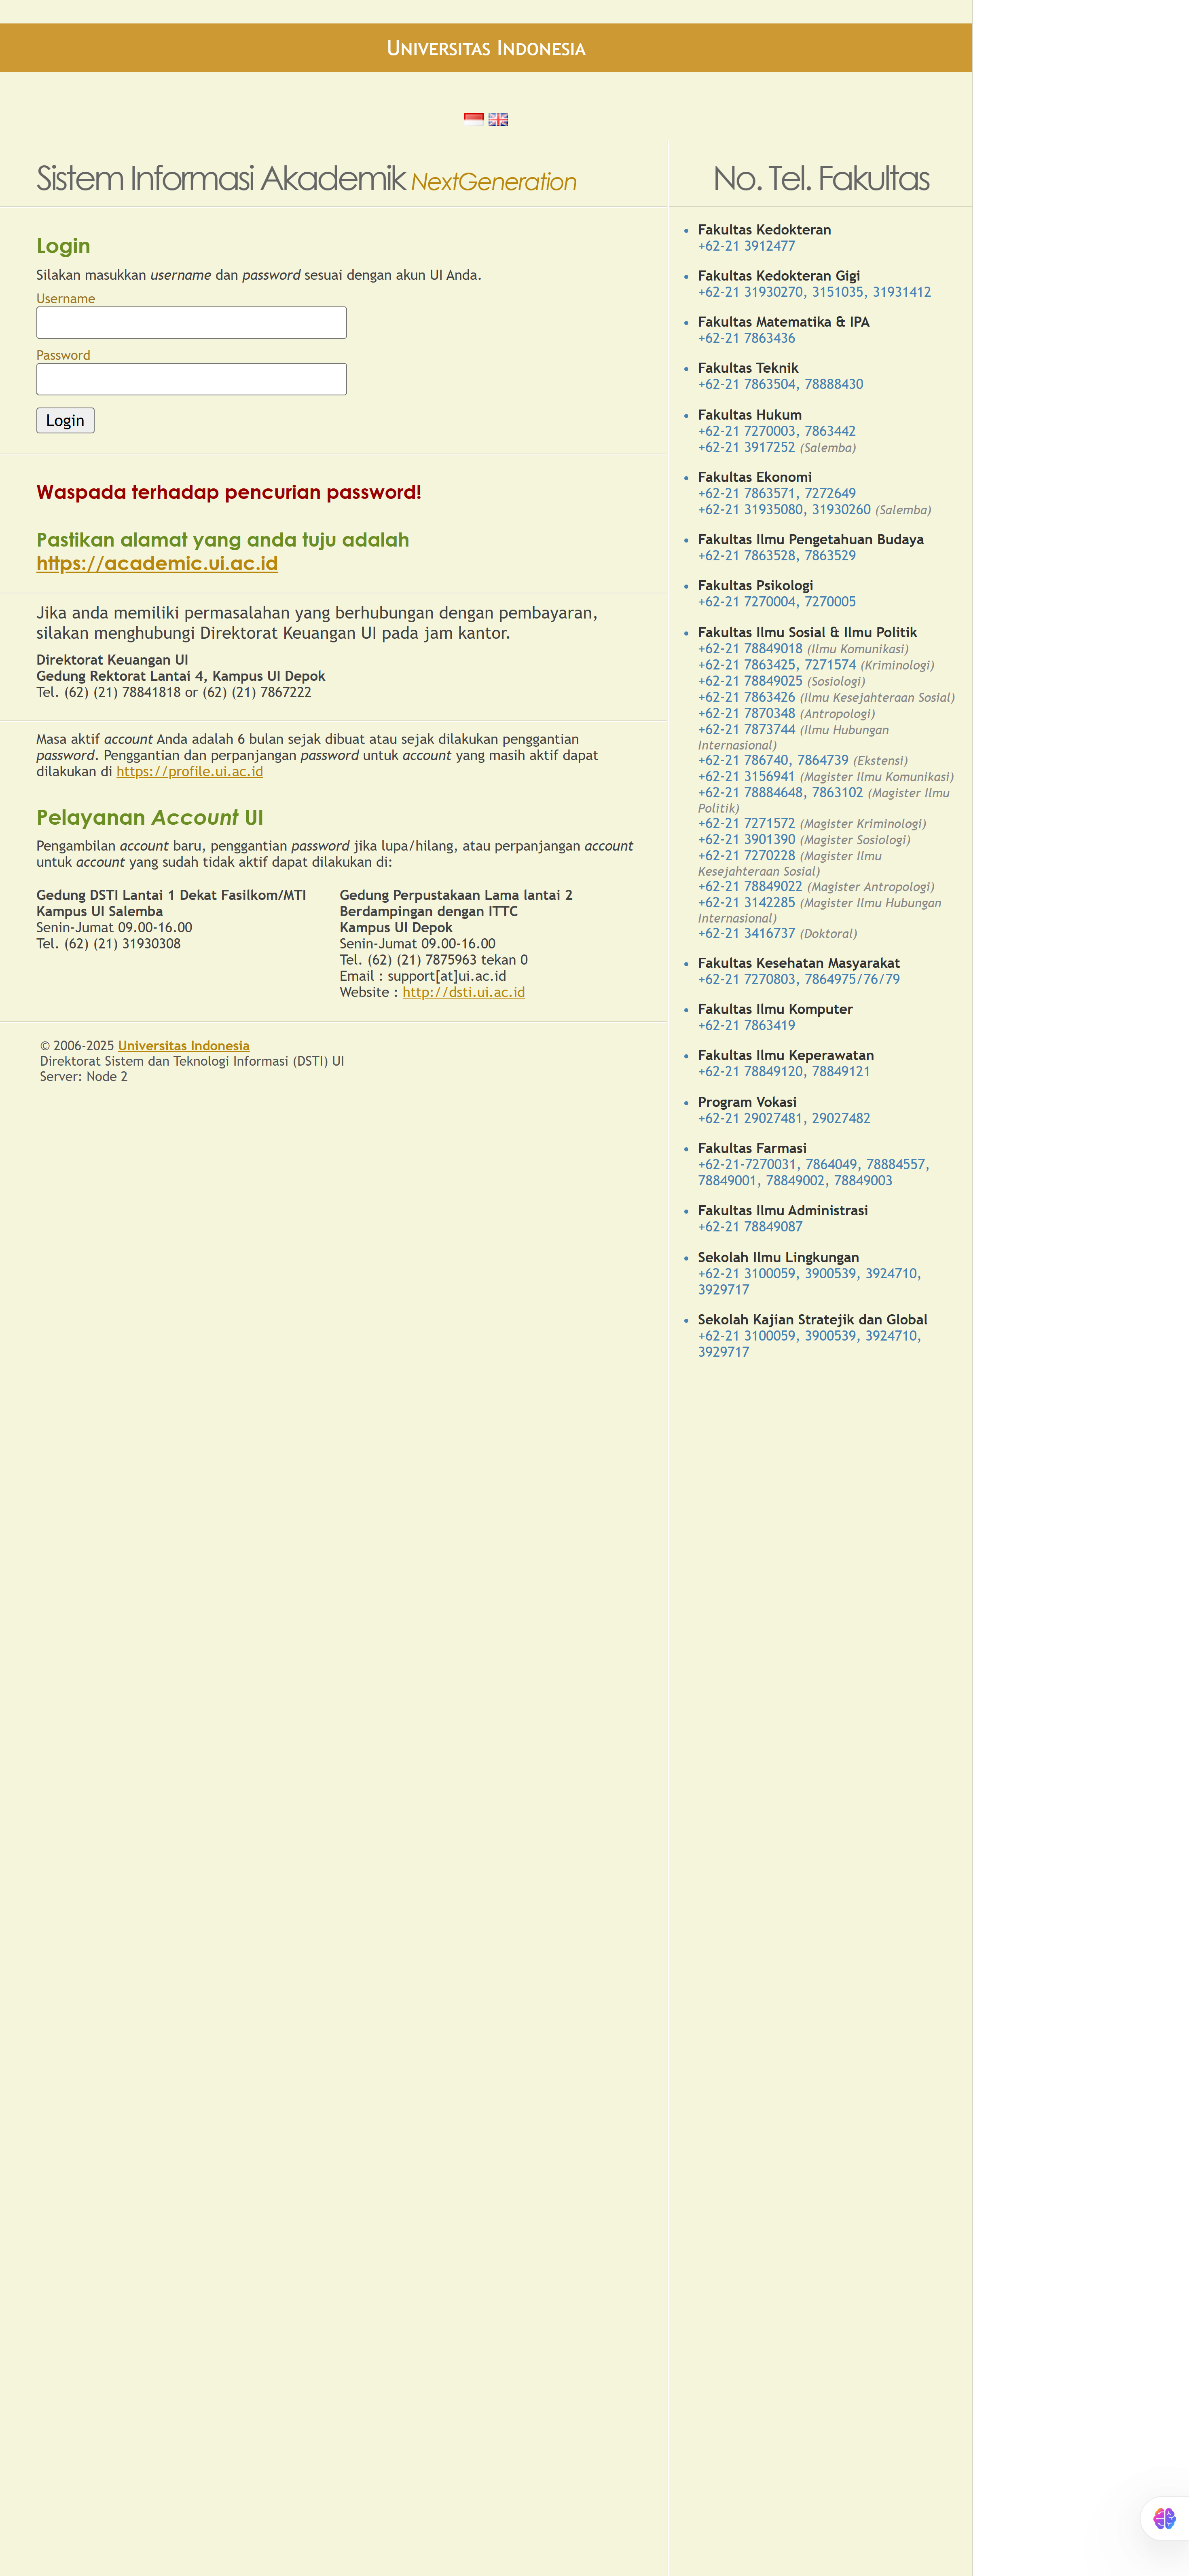 Universitas Indonesia
Sistem Informasi Akademik NextGeneration
Login
Silakan masukkan username dan password sesuai dengan akun UI Anda.
Username
Password
Login
Waspada terhadap pencurian password!
Pastikan alamat yang anda tuju adalah
https://academic.ui.ac.id
Jika anda memiliki permasalahan yang berhubungan dengan pembayaran,
silakan menghubungi Direktorat Keuangan UI pada jam kantor.
Direktorat Keuangan UI
Gedung Rektorat Lantai 4, Kampus UI Depok
Tel. (62) (21) 78841818 or (62) (21) 7867222
Masa aktif account Anda adalah 6 bulan sejak dibuat atau sejak dilakukan penggantian
password. Penggantian dan perpanjangan password untuk account yang masih aktif dapat
dilakukan di https://profile.ui.ac.id
Pelayanan Account UI
Pengambilan account baru, penggantian password jika lupa/hilang, atau perpanjangan account
untuk account yang sudah tidak aktif dapat dilakukan di:
Gedung DSTI Lantai 1 Dekat Fasilkom/MTI
Kampus UI Salemba
Senin-Jumat 09.00-16.00
Tel. (62) (21) 31930308
Gedung Perpustakaan Lama lantai 2
Berdampingan dengan ITTC
Kampus UI Depok
Senin-Jumat 09.00-16.00
Tel. (62) (21) 7875963 tekan 0
Email : support[at]ui.ac.id
Website : http://dsti.ui.ac.id
© 2006-2025 Universitas Indonesia
Direktorat Sistem dan Teknologi Informasi (DSTI) UI
Server: Node 2
No. Tel. Fakultas
• Fakultas Kedokteran
+62-21 3912477
• Fakultas Kedokteran Gigi
+62-21 31930270, 3151035, 31931412
• Fakultas Matematika & IPA
+62-21 7863436
• Fakultas Teknik
+62-21 7863504, 78888430
• Fakultas Hukum
+62-21 7270003, 7863442
+62-21 3917252 (Salemba)
• Fakultas Ekonomi
+62-21 7863571, 7272649
+62-21 31935080, 31930260 (Salemba)
• Fakultas Ilmu Pengetahuan Budaya
+62-21 7863528, 7863529
• Fakultas Psikologi
+62-21 7270004, 7270005
• Fakultas Ilmu Sosial & Ilmu Politik
+62-21 78849018 (Ilmu Komunikasi)
+62-21 7863425, 7271574 (Kriminologi)
+62-21 78849025 (Sosiologi)
+62-21 7863426 (Ilmu Kesejahteraan Sosial)
+62-21 7870348 (Antropologi)
+62-21 7873744 (Ilmu Hubungan
Internasional)
+62-21 786740, 7864739 (Ekstensi)
+62-21 3156941 (Magister Ilmu Komunikasi)
+62-21 78884648, 7863102 (Magister Ilmu
Politik)
+62-21 7271572 (Magister Kriminologi)
+62-21 3901390 (Magister Sosiologi)
+62-21 7270228 (Magister Ilmu
Kesejahteraan Sosial)
+62-21 78849022 (Magister Antropologi)
+62-21 3142285 (Magister Ilmu Hubungan
Internasional)
+62-21 3416737 (Doktoral)
• Fakultas Kesehatan Masyarakat
+62-21 7270803, 7864975/76/79
• Fakultas Ilmu Komputer
+62-21 7863419
• Fakultas Ilmu Keperawatan
+62-21 78849120, 78849121
• Program Vokasi
+62-21 29027481, 29027482
• Fakultas Farmasi
+62-21-7270031, 7864049, 78884557,
78849001, 78849002, 78849003
• Fakultas Ilmu Administrasi
+62-21 78849087
• Sekolah Ilmu Lingkungan
+62-21 3100059, 3900539, 3924710,
3929717
• Sekolah Kajian Stratejik dan Global
+62-21 3100059, 3900539, 3924710,
3929717